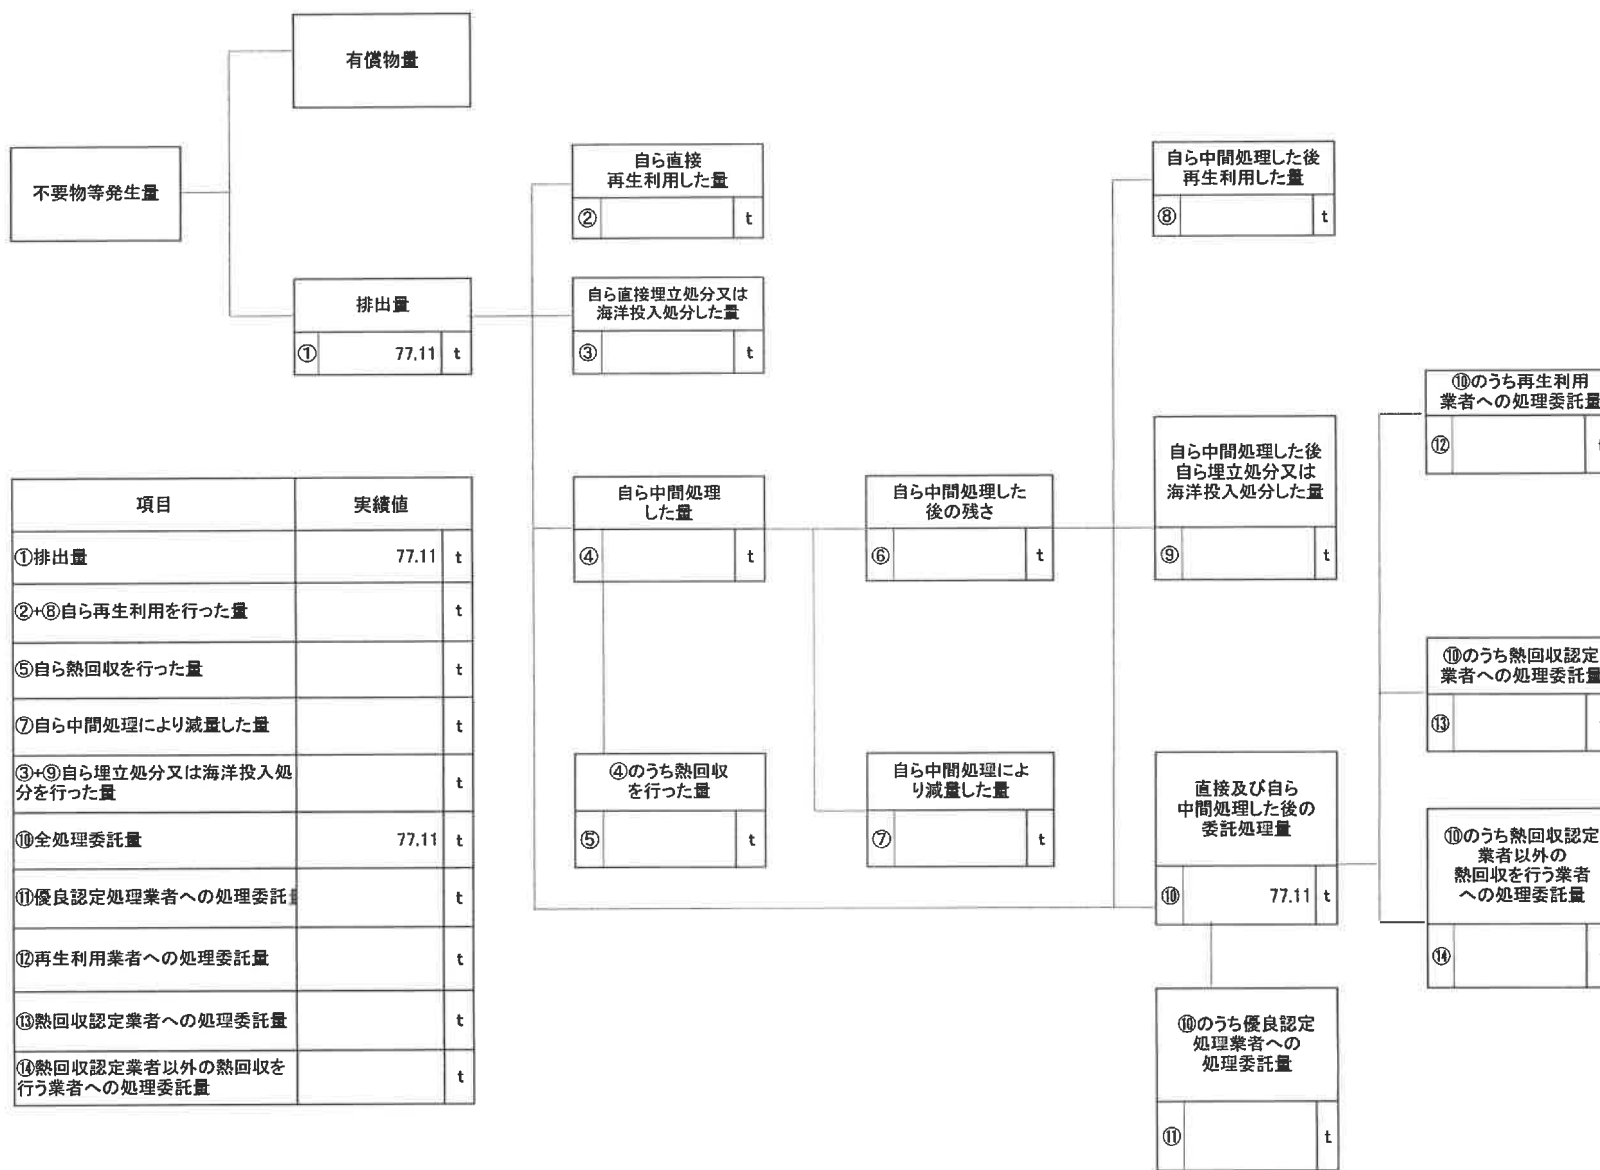 有償物量
不要物等発生量
排出量
① 77.11 t
自ら直接
再生利用した量
② t
自ら直接埋立処分又は
海洋投入処分した量
③ t
自ら中間処理
した量
④ t
④のうち熱回収
を行った量
⑤ t
自ら中間処理した
後の残さ
⑥ t
自ら中間処理によ
り減量した量
⑦ t
自ら中間処理した後
再生利用した量
⑧ t
自ら中間処理した後
自ら埋立処分又は
海洋投入処分した量
⑨ t
直接及び自ら
中間処理した後の
委託処理量
⑩ 77.11 t
⑩のうち優良認定
処理業者への
処理委託量
⑪ t
⑩のうち再生利用
業者への処理委託量
⑫
⑩のうち熱回収認定
業者への処理委託量
⑬
⑩のうち熱回収認定
業者以外の
熱回収を行う業者
への処理委託量
⑭
項目 実績値
①排出量 77.11 t
②+⑧自ら再生利用を行った量 t
⑤自ら熱回収を行った量 t
⑦自ら中間処理により減量した量 t
③+⑨自ら埋立処分又は海洋投入処
分を行った量 t
⑩全処理委託量 77.11 t
⑪優良認定処理業者への処理委託 t
⑫再生利用業者への処理委託量 t
⑬熱回収認定業者への処理委託量 t
⑭熱回収認定業者以外の熱回収を
行う業者への処理委託量 t